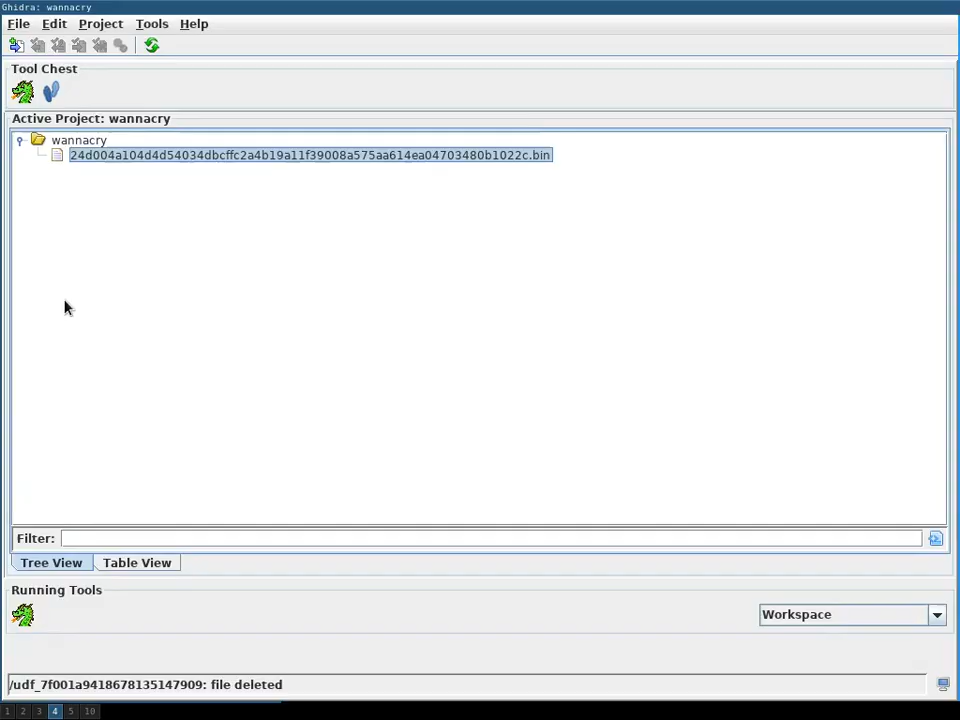 Ghidra: wannacry
File Edit Project Tools Help
Tool Chest
Active Project: wannacry
wannacry
24d004a104d4d54034dbcffc2a4b19a11f39008a575aa614ea04703480b1022c.bin
Filter:
Tree View Table View
Running Tools
Workspace
/udf_7f001a9418678135147909: file deleted
1 2 3 4 5 10